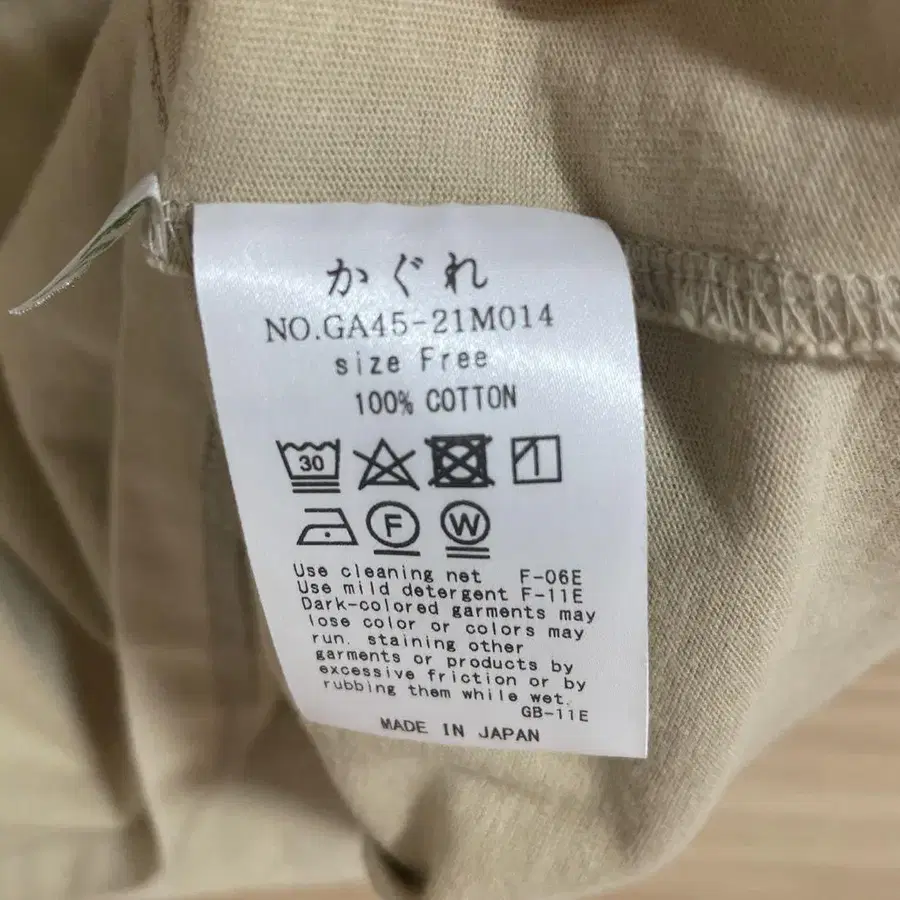 かぐれ
NO.GA45-21M014
size Free
100% COTTON
30
F W
Use cleaning net F-06E
Use mild detergent F-11E
Dark-colored garments may
lose color or colors may
run. staining other
garments or products by
excessive friction or by
rubbing them while wet.
GB-11E
MADE IN JAPAN